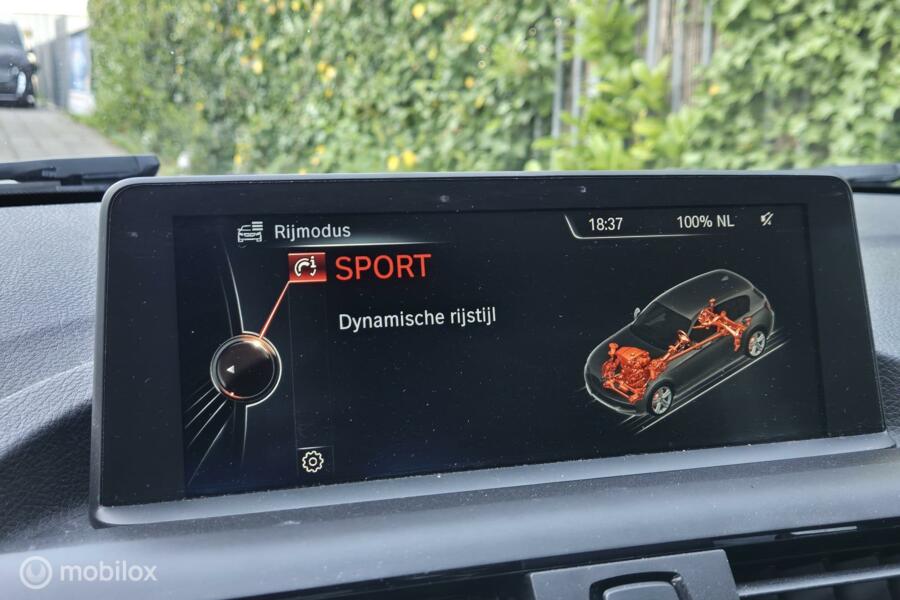 Rijmodus
18:37 100% NL
SPORT
Dynamische rijstijl
mobilox